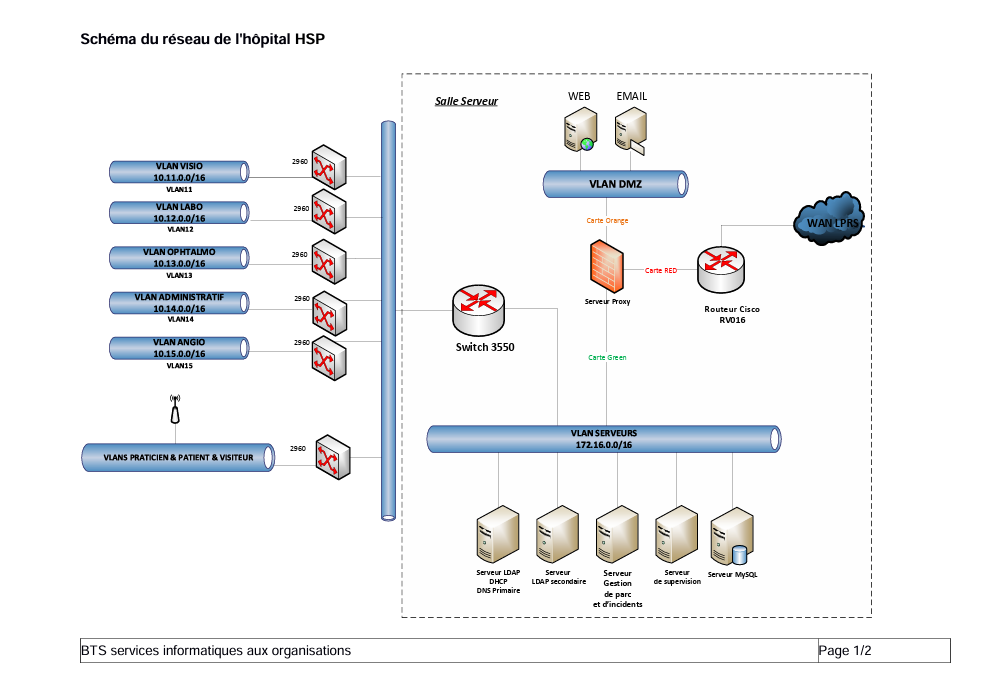 Schéma du réseau de l'hôpital HSP
Salle Serveur
WEB
EMAIL
VLAN DMZ
Carte Orange
WAN LPRS
Carte RED
Serveur Proxy
Routeur Cisco
RV016
Switch 3550
Carte Green
VLAN VISIO
10.11.0.0/16
VLAN11
2960
VLAN LABO
10.12.0.0/16
VLAN12
2960
VLAN OPHTALMO
10.13.0.0/16
VLAN13
2960
VLAN ADMINISTRATIF
10.14.0.0/16
VLAN14
2960
VLAN ANGIO
10.15.0.0/16
VLAN15
2960
VLANS PRATICIEN & PATIENT & VISITEUR
2960
VLAN SERVEURS
172.16.0.0/16
Serveur LDAP
DHCP
DNS Primaire
Serveur
LDAP secondaire
Serveur
Gestion
de parc
et d'incidents
Serveur
de supervision
Serveur MySQL
BTS services informatiques aux organisations
Page 1/2